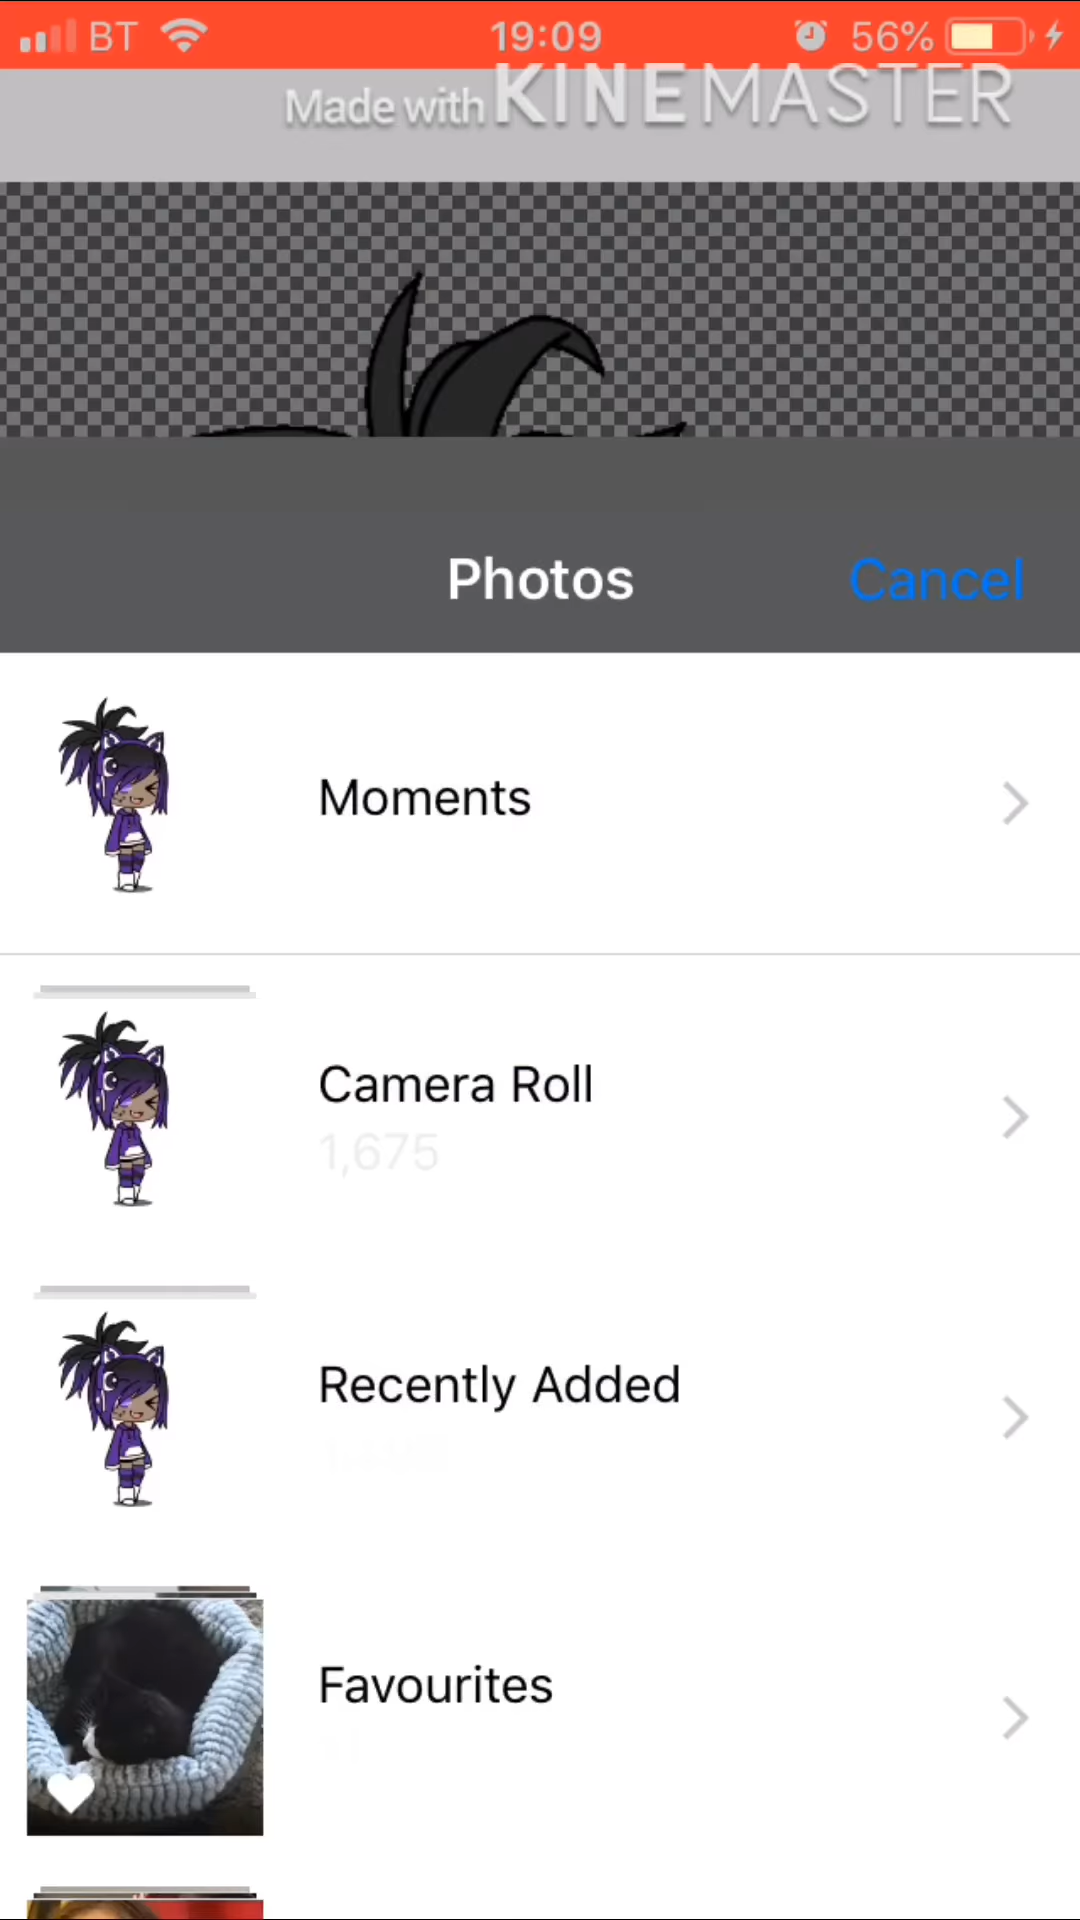 BT 19:09 56%
Made with KINEMASTER
Photos Cancel
Moments
Camera Roll
1,675
Recently Added
Favourites